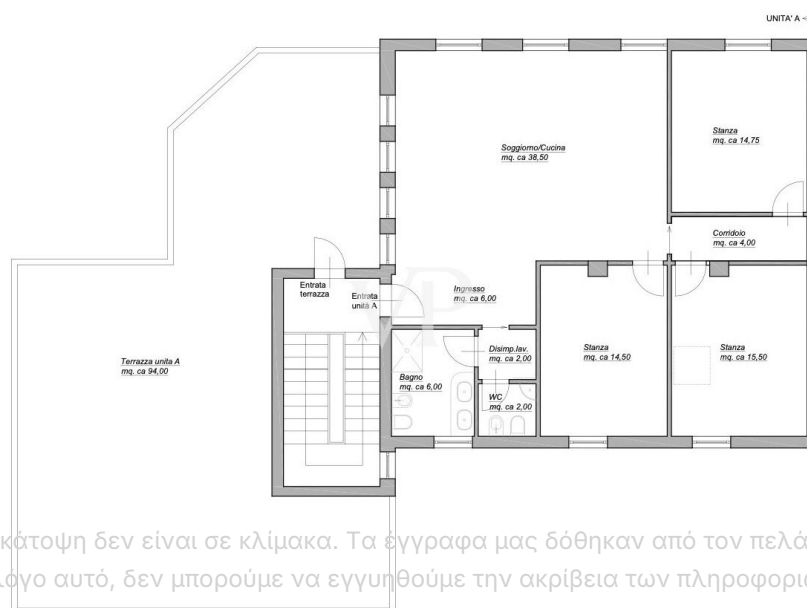 UNITA' A
Stanza
mq. ca 14,75
Soggiorno/Cucina
mq. ca 38,50
Corridoio
mq. ca 4,00
Entrata
terrazza
Entrata
unità A
Ingresso
mq. ca 6,00
Terrazza unita A
mq. ca 94,00
Disimp.lav.
mq. ca 2,00
Stanza
mq. ca 14,50
Stanza
mq. ca 15,50
Bagno
mq. ca 6,00
WC
mq. ca 2,00
VP
κάτοψη δεν είναι σε κλίμακα. Τα έγγραφα μας δόθηκαν από τον πελά
λόγο αυτό, δεν μπορούμε να εγγυηθούμε την ακρίβεια των πληροφορι